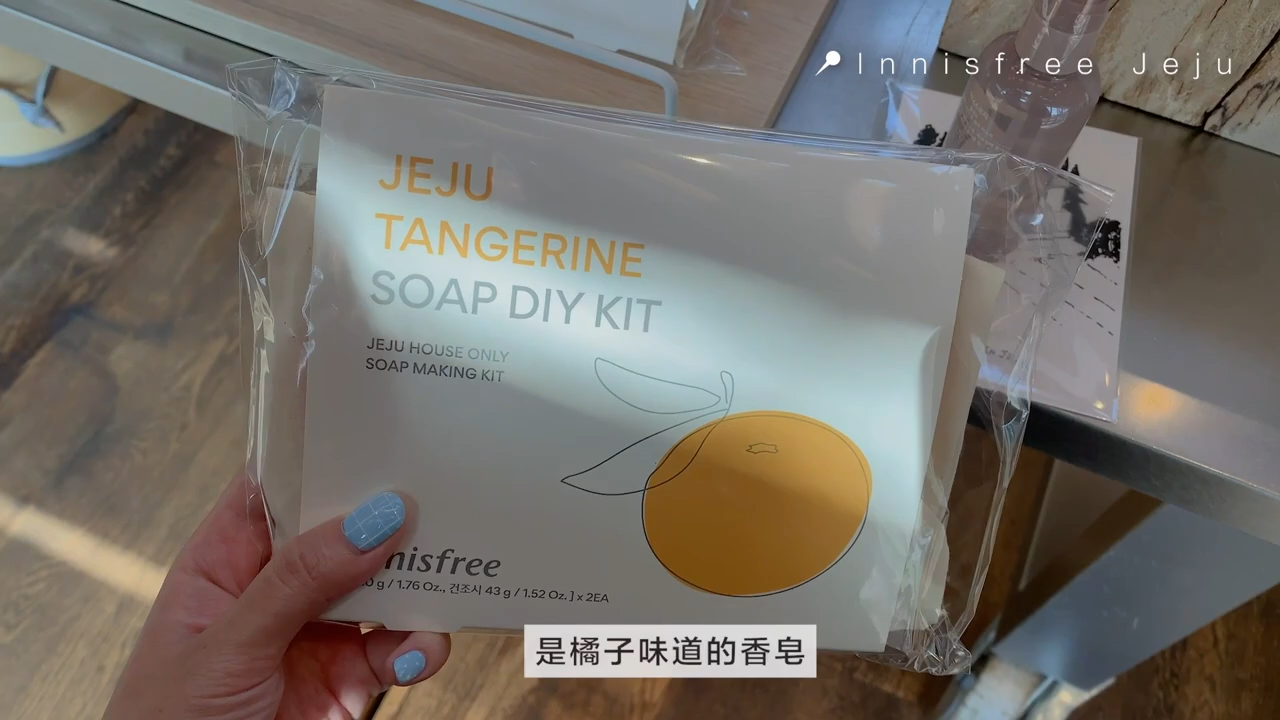 Innisfree Jeju
JEJU
TANGERINE
SOAP DIY KIT
JEJU HOUSE ONLY
SOAP MAKING KIT
nisfree
0 g / 1.76 Oz., 건조시 43 g / 1.52 Oz. ] x 2EA
是橘子味道的香皂